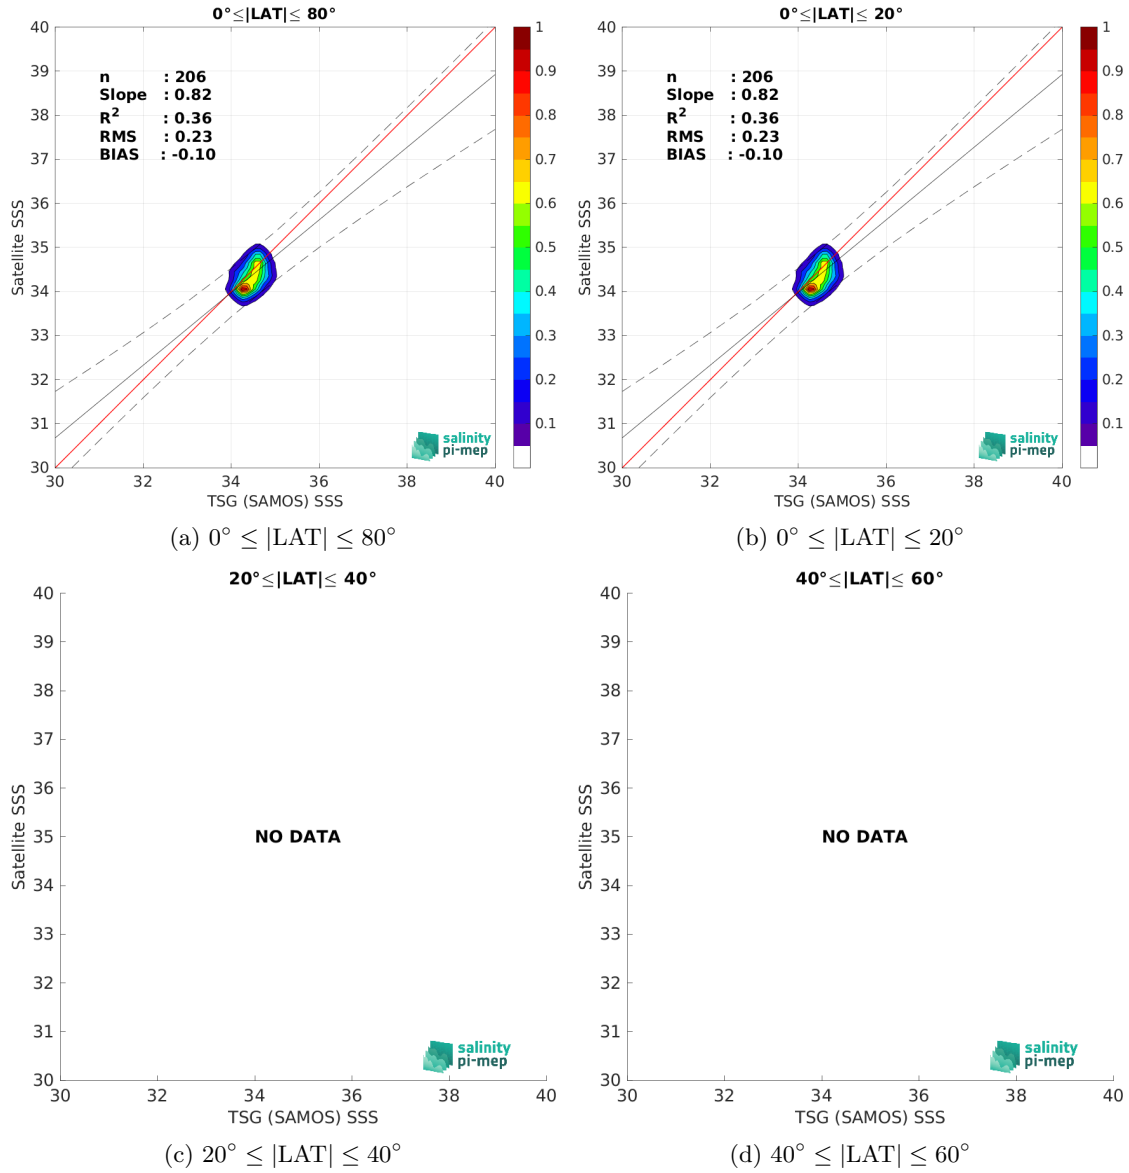 0°≤|LAT|≤ 80°
40
39
38
37
36
35
34
33
32
31
30
Satellite SSS
n : 206
Slope : 0.82
R² : 0.36
RMS : 0.23
BIAS : -0.10
salinity
pi-mep
30 32 34 36 38 40
TSG (SAMOS) SSS
1
0.9
0.8
0.7
0.6
0.5
0.4
0.3
0.2
0.1
(a) 0° ≤ |LAT| ≤ 80°
0°≤|LAT|≤ 20°
40
39
38
37
36
35
34
33
32
31
30
Satellite SSS
n : 206
Slope : 0.82
R² : 0.36
RMS : 0.23
BIAS : -0.10
salinity
pi-mep
30 32 34 36 38 40
TSG (SAMOS) SSS
1
0.9
0.8
0.7
0.6
0.5
0.4
0.3
0.2
0.1
(b) 0° ≤ |LAT| ≤ 20°
20°≤|LAT|≤ 40°
40
39
38
37
36
35
34
33
32
31
30
Satellite SSS
NO DATA
salinity
pi-mep
30 32 34 36 38 40
TSG (SAMOS) SSS
(c) 20° ≤ |LAT| ≤ 40°
40°≤|LAT|≤ 60°
40
39
38
37
36
35
34
33
32
31
30
Satellite SSS
NO DATA
salinity
pi-mep
30 32 34 36 38 40
TSG (SAMOS) SSS
(d) 40° ≤ |LAT| ≤ 60°